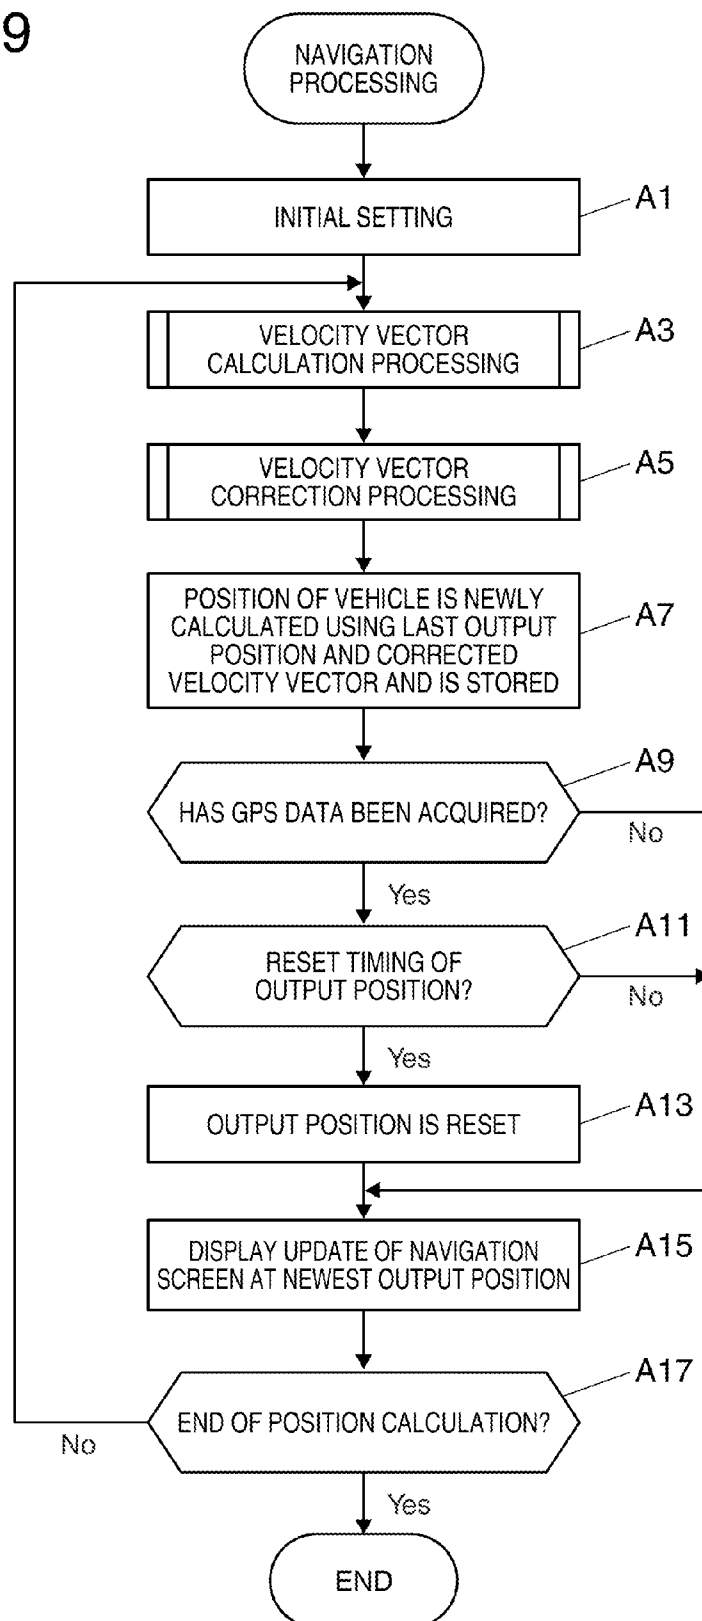 9
NAVIGATION
PROCESSING
INITIAL SETTING
A1
VELOCITY VECTOR
CALCULATION PROCESSING
A3
VELOCITY VECTOR
CORRECTION PROCESSING
A5
POSITION OF VEHICLE IS NEWLY
CALCULATED USING LAST OUTPUT
POSITION AND CORRECTED
VELOCITY VECTOR AND IS STORED
A7
HAS GPS DATA BEEN ACQUIRED?
A9
No
Yes
RESET TIMING OF
OUTPUT POSITION?
A11
No
Yes
OUTPUT POSITION IS RESET
A13
DISPLAY UPDATE OF NAVIGATION
SCREEN AT NEWEST OUTPUT POSITION
A15
END OF POSITION CALCULATION?
A17
No
Yes
END